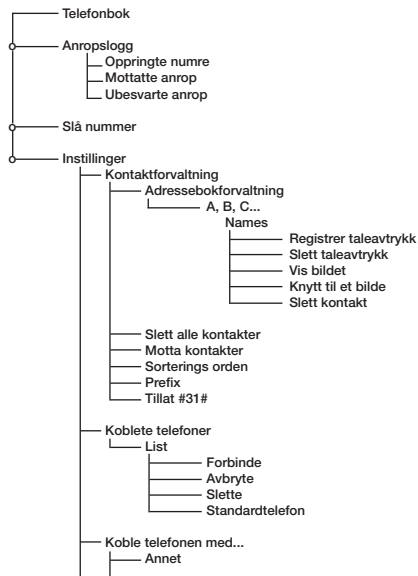 Telefonbok
Anropslogg
Oppringte numre
Mottatte anrop
Ubesvarte anrop
Slå nummer
Instillinger
Kontaktforvaltning
Adressebokforvaltning
A, B, C...
Names
Registrer taleavtrykk
Slett taleavtrykk
Vis bildet
Knytt til et bilde
Slett kontakt
Slett alle kontakter
Motta kontakter
Sorterings orden
Prefix
Tillat #31#
Koblete telefoner
List
Forbinde
Avbryte
Slette
Standardtelefon
Koble telefonen med...
Annet